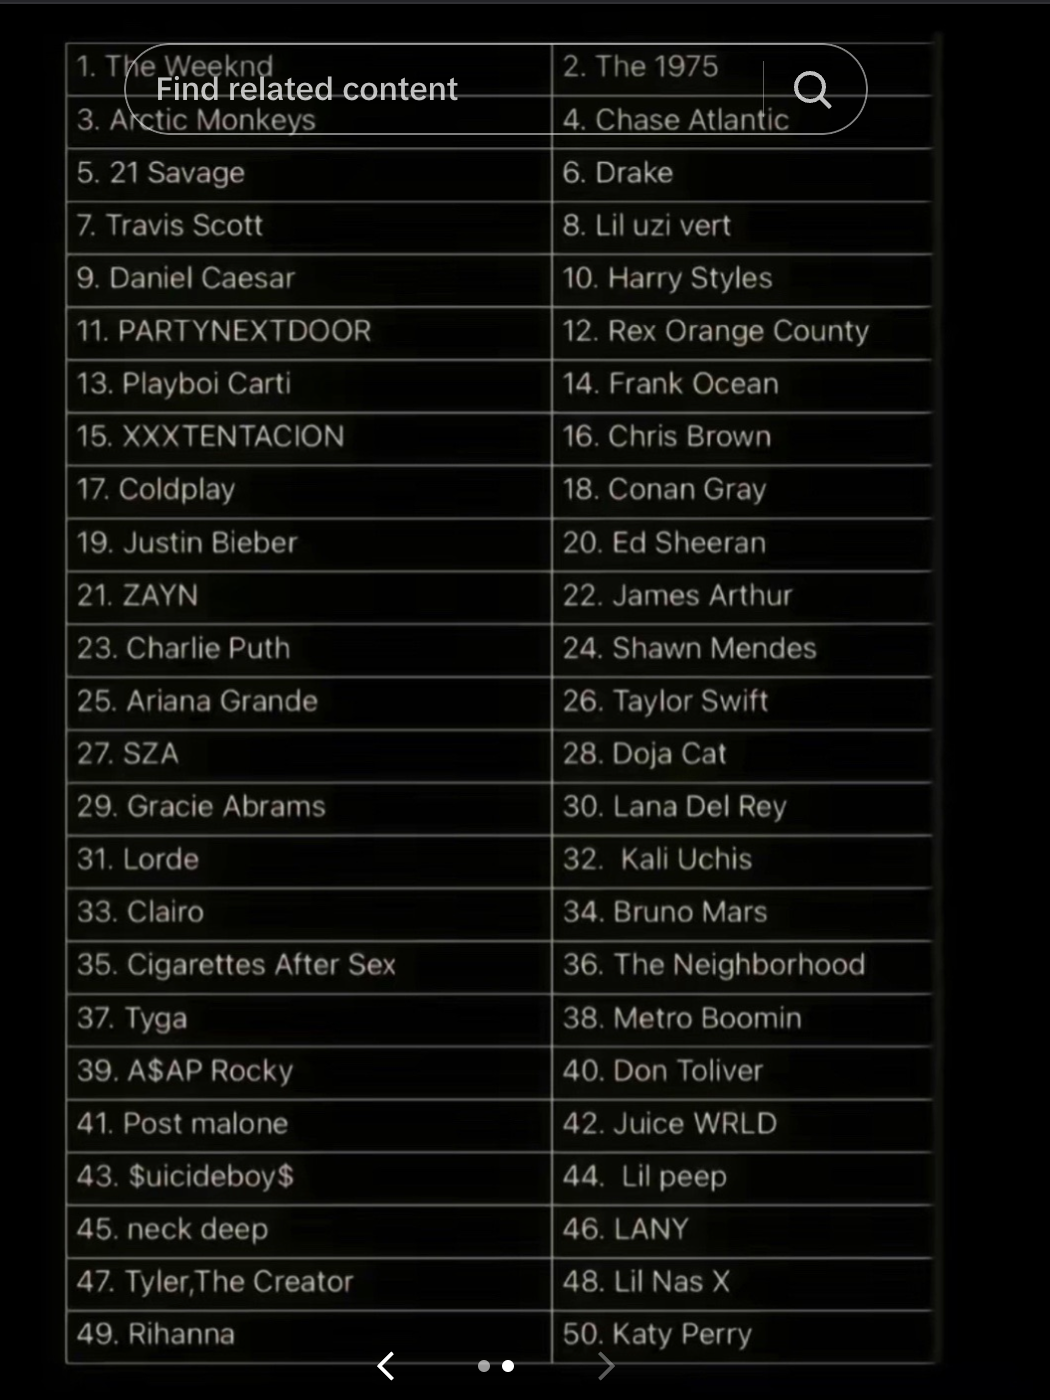 1. The Weeknd
2. The 1975
Find related content
3. Arctic Monkeys
4. Chase Atlantic
5. 21 Savage
6. Drake
7. Travis Scott
8. Lil uzi vert
9. Daniel Caesar
10. Harry Styles
11. PARTYNEXTDOOR
12. Rex Orange County
13. Playboi Carti
14. Frank Ocean
15. XXXTENTACION
16. Chris Brown
17. Coldplay
18. Conan Gray
19. Justin Bieber
20. Ed Sheeran
21. ZAYN
22. James Arthur
23. Charlie Puth
24. Shawn Mendes
25. Ariana Grande
26. Taylor Swift
27. SZA
28. Doja Cat
29. Gracie Abrams
30. Lana Del Rey
31. Lorde
32.  Kali Uchis
33. Clairo
34. Bruno Mars
35. Cigarettes After Sex
36. The Neighborhood
37. Tyga
38. Metro Boomin
39. A$AP Rocky
40. Don Toliver
41. Post malone
42. Juice WRLD
43. $uicideboy$
44.  Lil peep
45. neck deep
46. LANY
47. Tyler,The Creator
48. Lil Nas X
49. Rihanna
50. Katy Perry